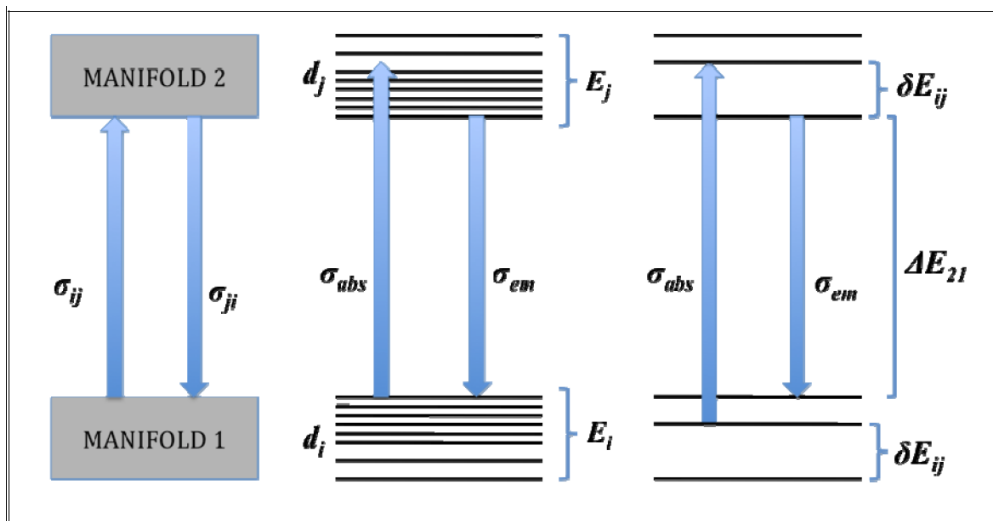 MANIFOLD 2
σij
σji
MANIFOLD 1
dj
Ej
σabs
σem
di
Ei
δEij
ΔE21
σabs
σem
δEij